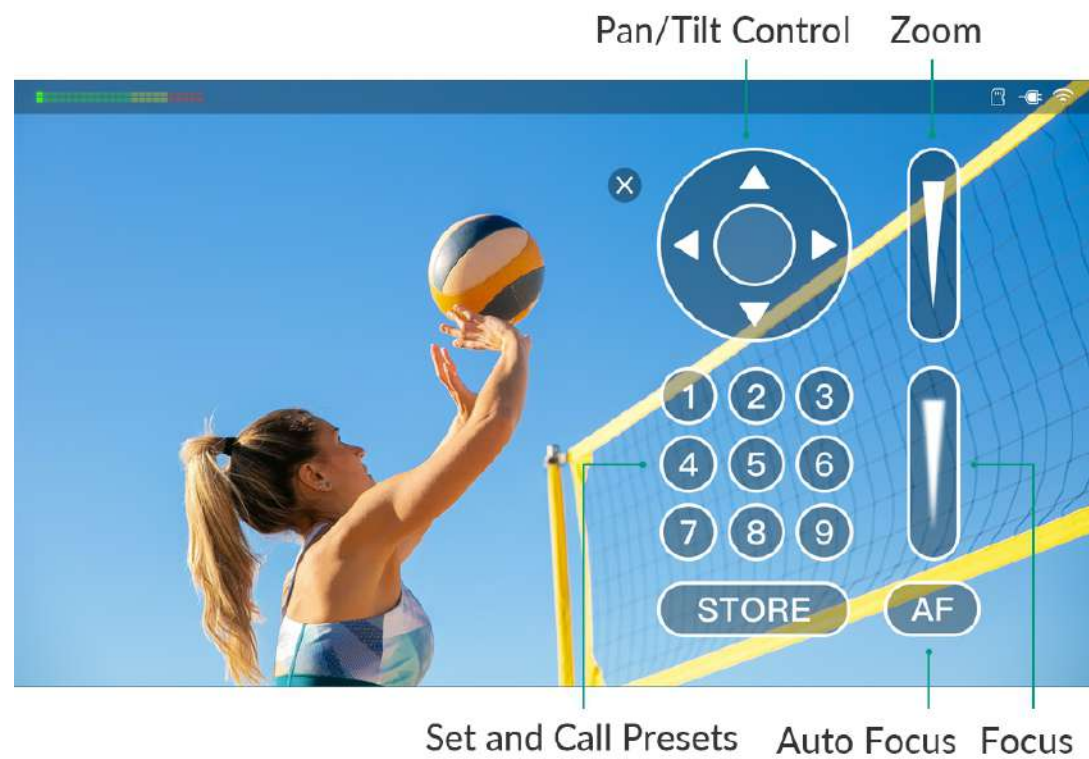 Pan/Tilt Control Zoom
1 2 3
4 5 6
7 8 9
STORE AF
Set and Call Presets Auto Focus Focus